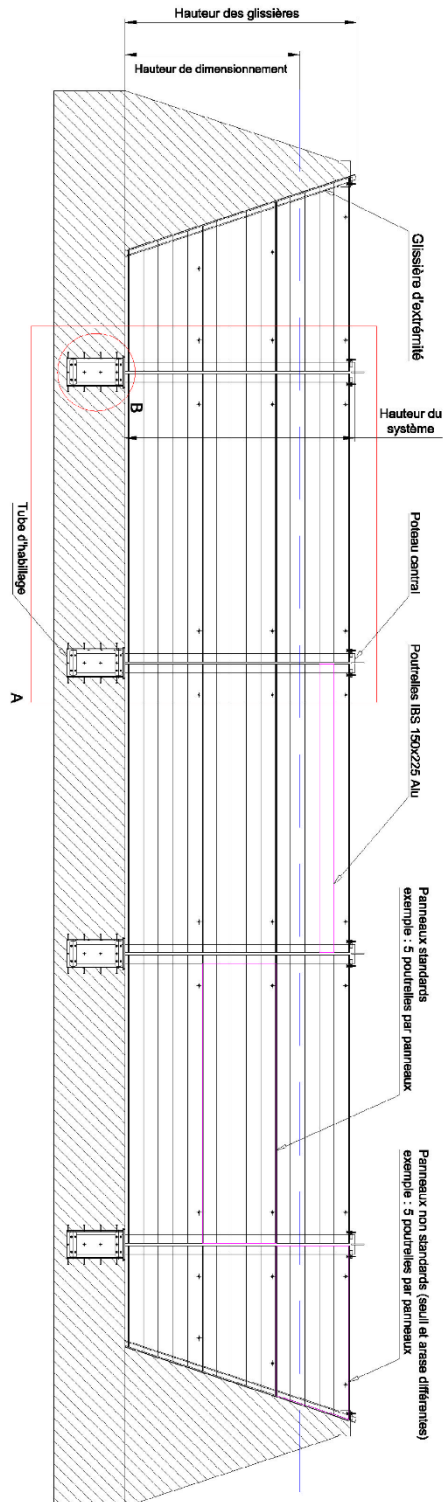 Hauteur des glissières
Hauteur de dimensionnement
Glissière d'extrémité
Hauteur du
système
B
Poteau central
Tube d'habillage
Poutrelles IBS 150x225 Alu
A
Panneaux standards
exemple : 5 poutrelles par panneaux
Panneaux non standards (seuil et arase différentes)
exemple : 5 poutrelles par panneaux